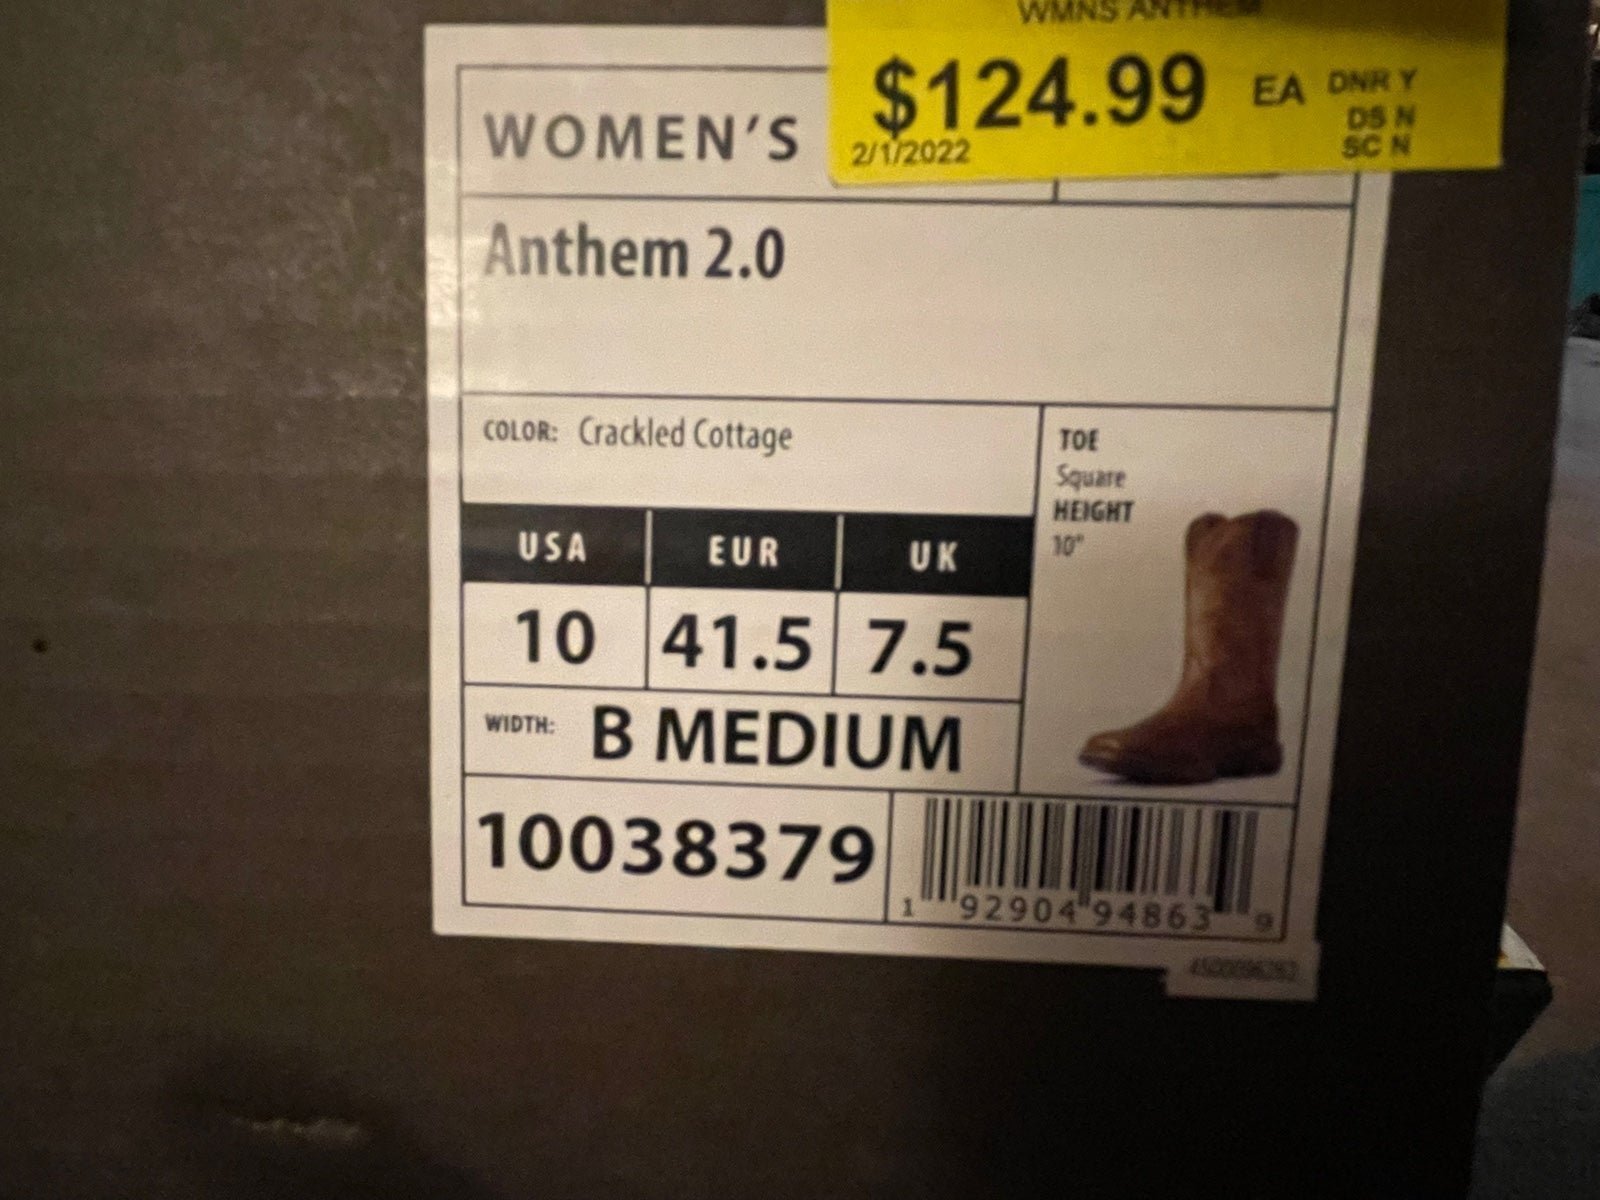 WMNS ANTHEM
$124.99 EA DNR Y
DS N
2/1/2022 SC N
WOMEN'S
Anthem 2.0
COLOR: Crackled Cottage
TOE
Square
HEIGHT
10"
USA EUR UK
10 41.5 7.5
WIDTH: B MEDIUM
10038379
1 92904 94863 9